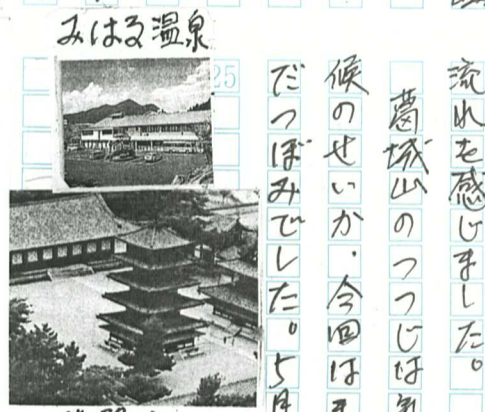 流れを感じました。
葛城山のつつじは
候のせいか、今回は
だつぼみでした。5月
みはる温泉
25